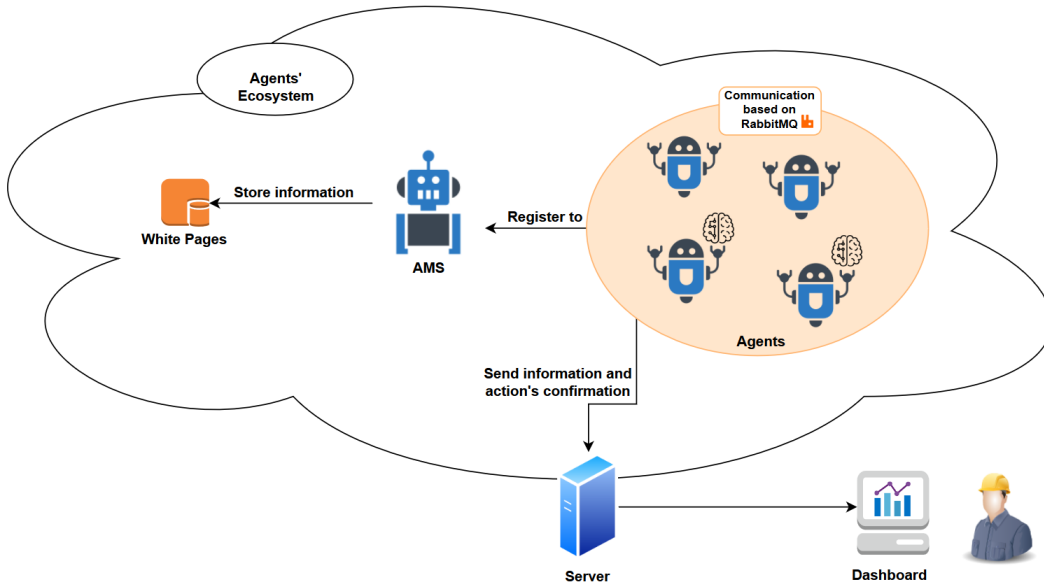 Agents'
Ecosystem
Communication
based on
RabbitMQ
Store information
White Pages
AMS
Register to
Agents
Send information and
action's confirmation
Server
Dashboard